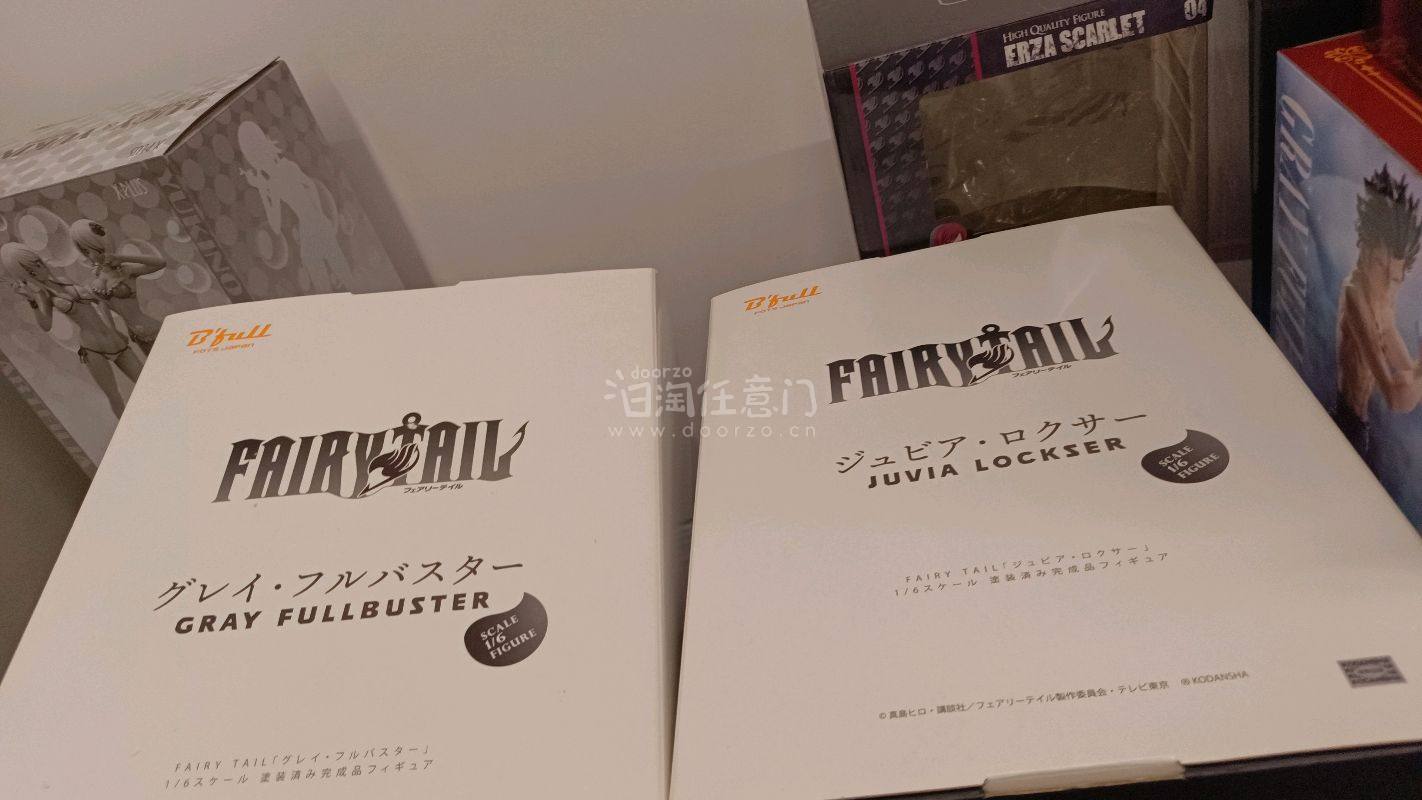 HIGH QUALITY FIGURE
04
ERZA SCARLET
X-PLUS
YUKINO
GRAY
B'full
FOTS JAPAN
FAIRY TAIL
フェアリーテイル
グレイ・フルバスター
GRAY FULLBUSTER
SCALE
1/6
FIGURE
FAIRY TAIL「グレイ・フルバスター」
1/6スケール 塗装済み完成品フィギュア
B'full
FOTS JAPAN
FAIRY TAIL
フェアリーテイル
ジュビア・ロクサー
JUVIA LOCKSER
SCALE
1/6
FIGURE
FAIRY TAIL「ジュビア・ロクサー」
1/6スケール 塗装済み完成品フィギュア
©真島ヒロ・講談社/フェアリーテイル製作委員会・テレビ東京 ®KODANSHA
doorzo
日淘任意门
www.doorzo.cn